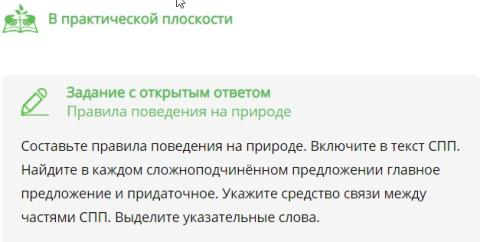 В практической плоскости
Задание с открытым ответом
Правила поведения на природе
Составьте правила поведения на природе. Включите в текст СПП.
Найдите в каждом сложноподчинённом предложении главное
предложение и придаточное. Укажите средство связи между
частями СПП. Выделите указательные слова.